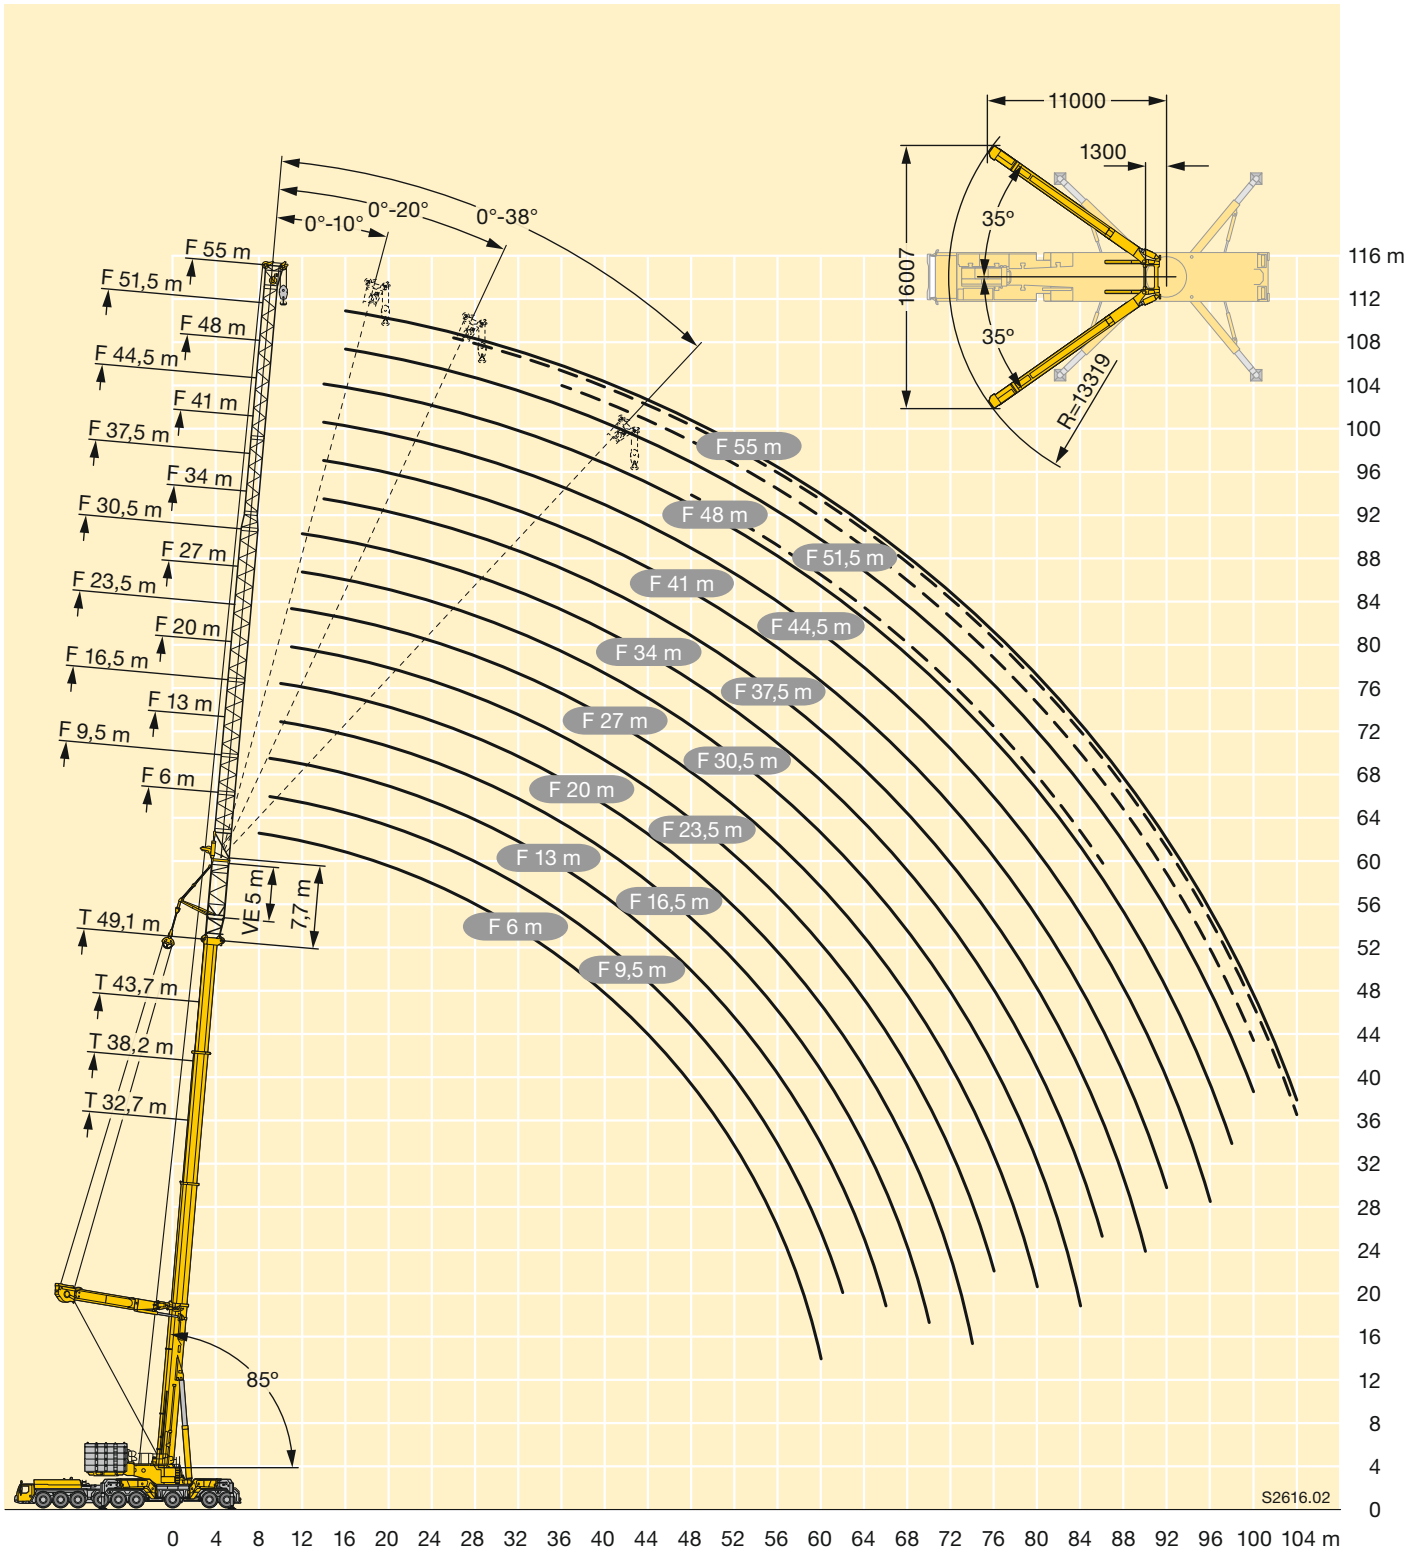 11000
1300
35°
35°
16007
R=13319
0°-38°
0°-20°
0°-10°
F 55 m
F 51,5 m
F 48 m
F 44,5 m
F 41 m
F 37,5 m
F 34 m
F 30,5 m
F 27 m
F 23,5 m
F 20 m
F 16,5 m
F 13 m
F 9,5 m
F 6 m
VE 5 m
7,7 m
T 49,1 m
T 43,7 m
T 38,2 m
T 32,7 m
85°
F 55 m
F 48 m
F 51,5 m
F 41 m
F 44,5 m
F 34 m
F 37,5 m
F 27 m
F 30,5 m
F 20 m
F 23,5 m
F 13 m
F 16,5 m
F 6 m
F 9,5 m
116 m
112
108
104
100
96
92
88
84
80
76
72
68
64
60
56
52
48
44
40
36
32
28
24
20
16
12
8
4
0
S2616.02
0 4 8 12 16 20 24 28 32 36 40 44 48 52 56 60 64 68 72 76 80 84 88 92 96 100 104 m